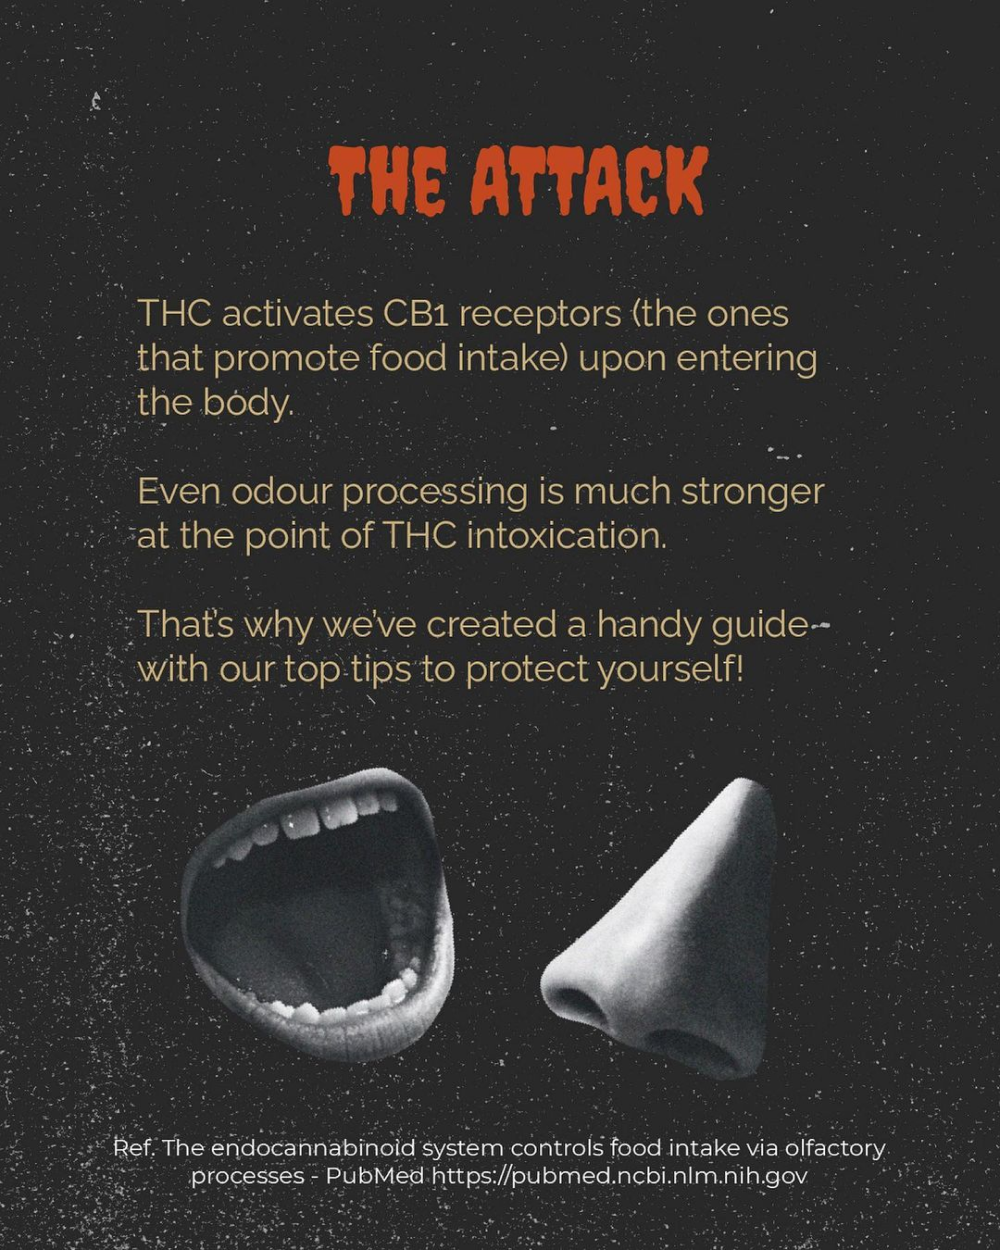 THE ATTACK
THC activates CB1 receptors (the ones
that promote food intake) upon entering
the body.
Even odour processing is much stronger
at the point of THC intoxication.
That's why we've created a handy guide
with our top tips to protect yourself!
Ref. The endocannabinoid system controls food intake via olfactory
processes - PubMed https://pubmed.ncbi.nlm.nih.gov